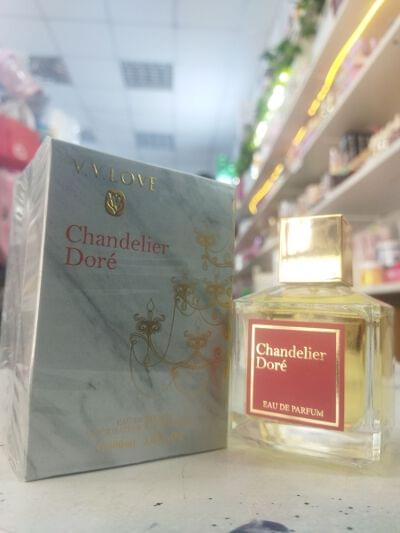 V.V.LOVE
Chandelier
Doré
Chandelier
Doré
EAU DE PARFUM